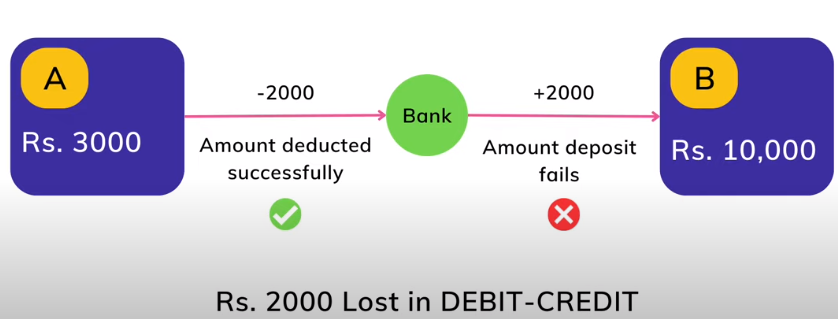 A
Rs. 3000
-2000
Amount deducted
successfully
Bank
+2000
Amount deposit
fails
B
Rs. 10,000
Rs. 2000 Lost in DEBIT-CREDIT